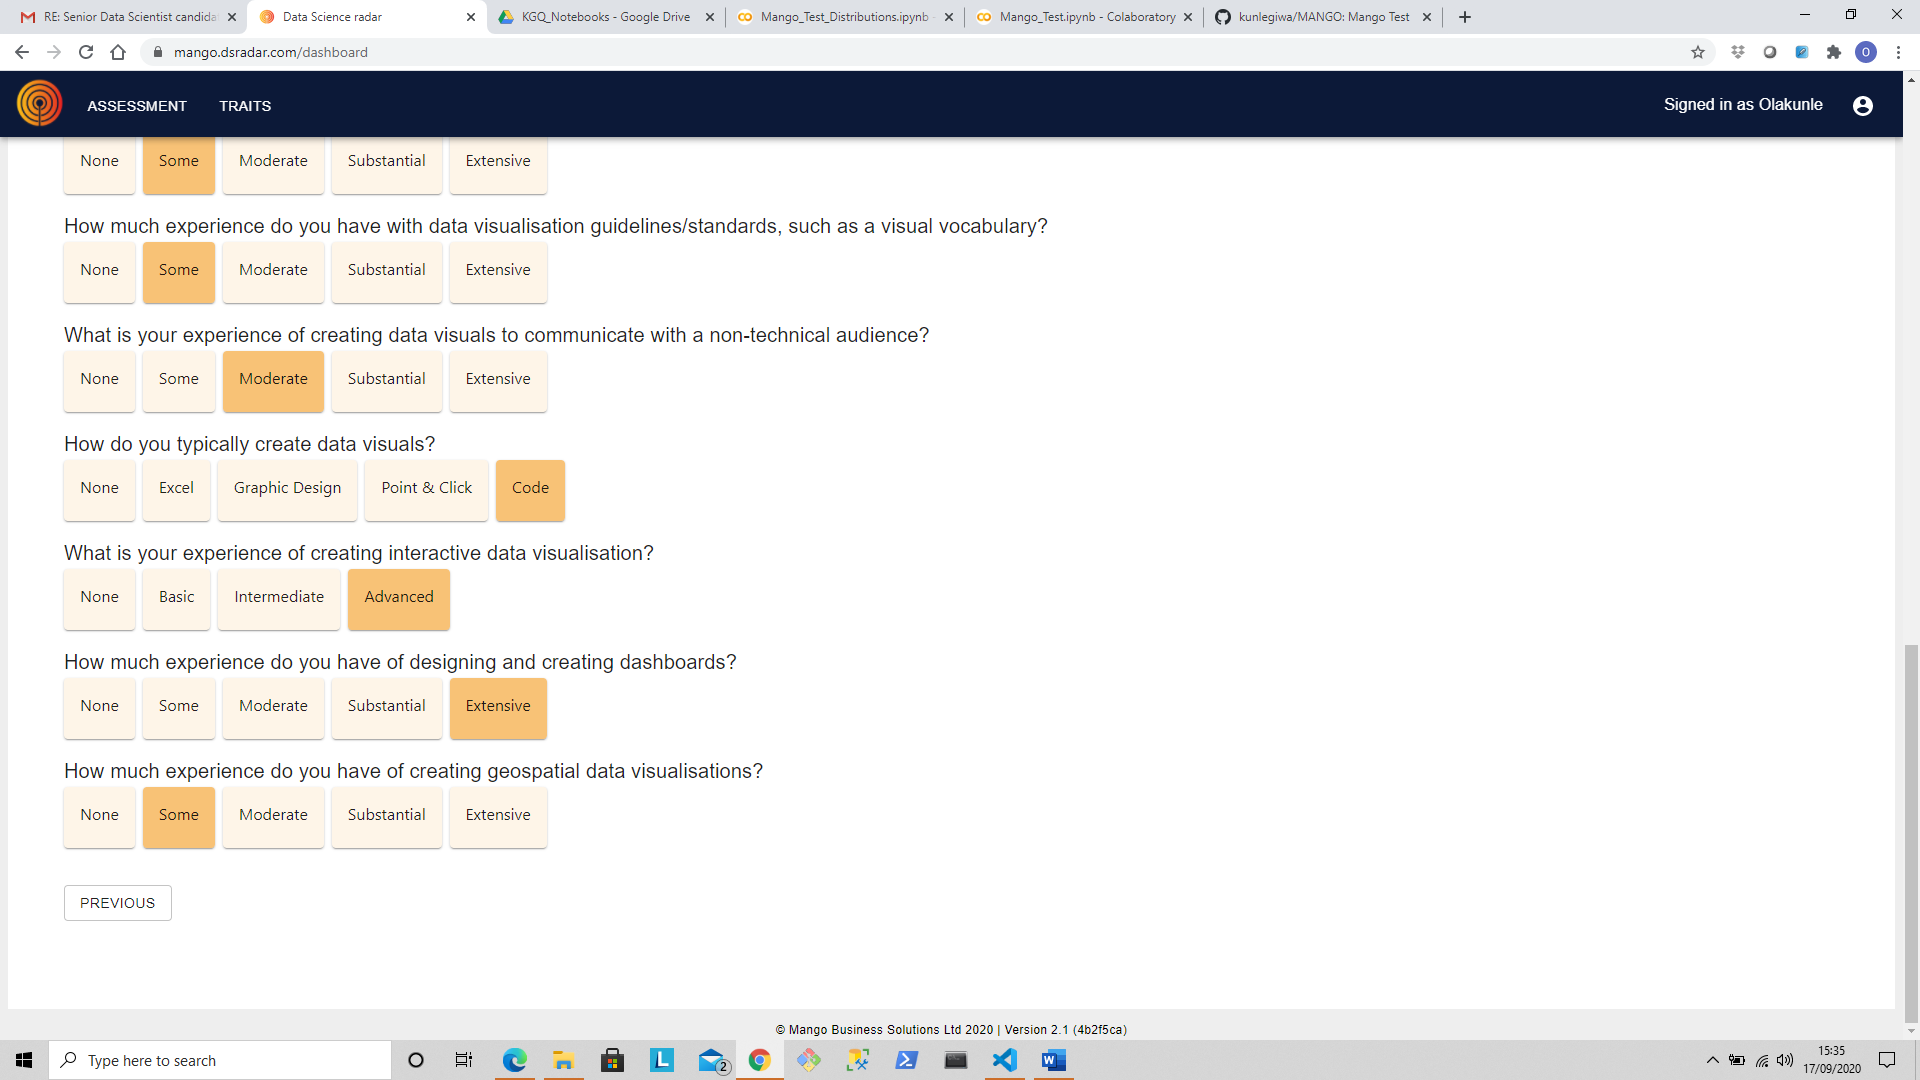 RE: Senior Data Scientist candida
Data Science radar
KGQ_Notebooks - Google Drive
Mango_Test_Distributions.ipynb
Mango_Test.ipynb - Colaboratory
kunlegiwa/MANGO: Mango Test
mango.dsradar.com/dashboard
O
ASSESSMENT TRAITS Signed in as Olakunle
None Some Moderate Substantial Extensive
How much experience do you have with data visualisation guidelines/standards, such as a visual vocabulary?
None Some Moderate Substantial Extensive
What is your experience of creating data visuals to communicate with a non-technical audience?
None Some Moderate Substantial Extensive
How do you typically create data visuals?
None Excel Graphic Design Point & Click Code
What is your experience of creating interactive data visualisation?
None Basic Intermediate Advanced
How much experience do you have of designing and creating dashboards?
None Some Moderate Substantial Extensive
How much experience do you have of creating geospatial data visualisations?
None Some Moderate Substantial Extensive
PREVIOUS
© Mango Business Solutions Ltd 2020 | Version 2.1 (4b2f5ca)
Type here to search
L
2
W
15:35
17/09/2020